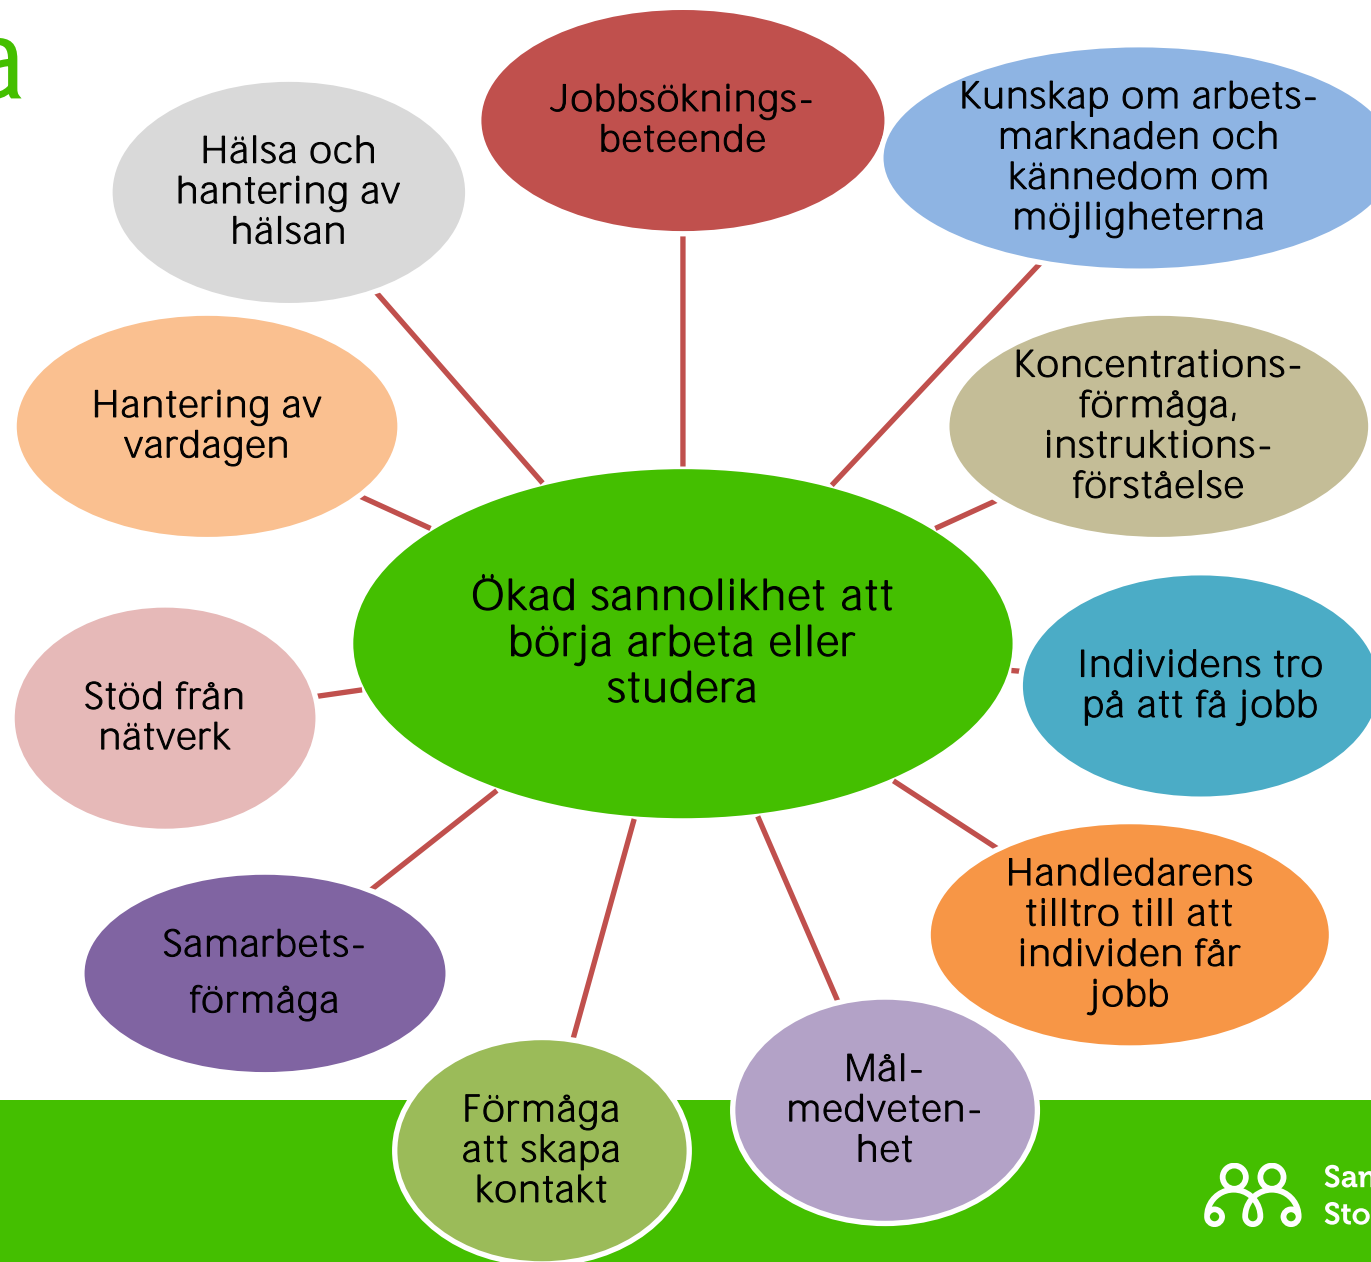 Jobbsöknings-
beteende
Kunskap om arbets-
marknaden och
kännedom om
möjligheterna
Hälsa och
hantering av
hälsan
Koncentrations-
förmåga,
instruktions-
förståelse
Hantering av
vardagen
Ökad sannolikhet att
börja arbeta eller
studera
Individens tro
på att få jobb
Stöd från
nätverk
Handledarens
tilltro till att
individen får
jobb
Samarbets-
förmåga
Mål-
medveten-
het
Förmåga
att skapa
kontakt